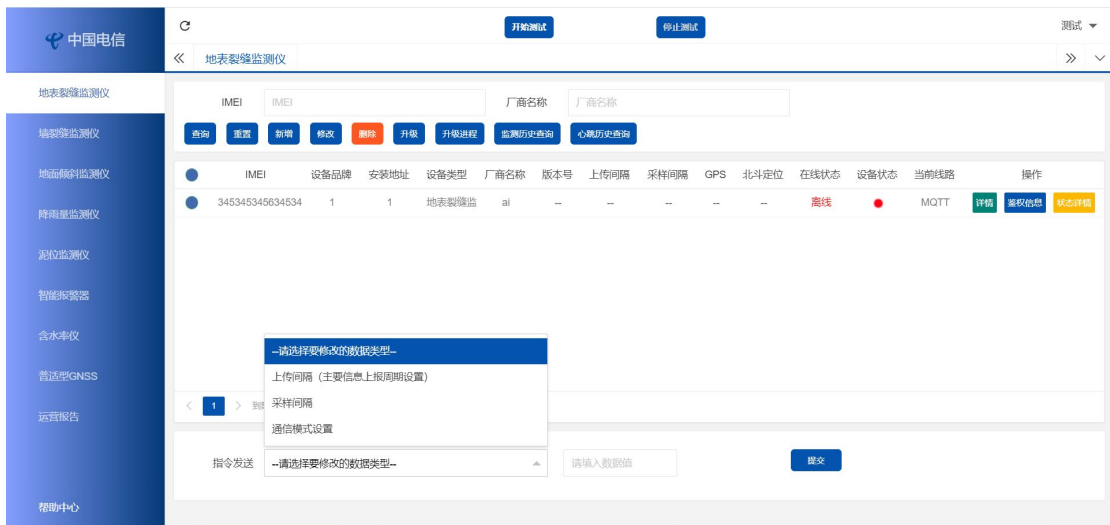 中国电信
开始测试 停止测试 测试
地表裂缝监测仪
地表裂缝监测仪
墙裂缝监测仪
地面倾斜监测仪
降雨量监测仪
泥位监测仪
智能报警器
含水率仪
普适型GNSS
运营报告
帮助中心
IMEI IMEI 厂商名称 厂商名称
查询 重置 新增 修改 删除 升级 升级进程 监测历史查询 心跳历史查询
IMEI 设备品牌 安装地址 设备类型 厂商名称 版本号 上传间隔 采样间隔 GPS 北斗定位 在线状态 设备状态 当前线路 操作
345345345634534 1 1 地表裂缝监 ai -- -- -- -- -- 离线 MQTT 详情 鉴权信息 状态详情
--请选择要修改的数据类型--
上传间隔（主要信息上报周期设置）
采样间隔
通信模式设置
1 到
指令发送 --请选择要修改的数据类型-- 请填入数据值 提交